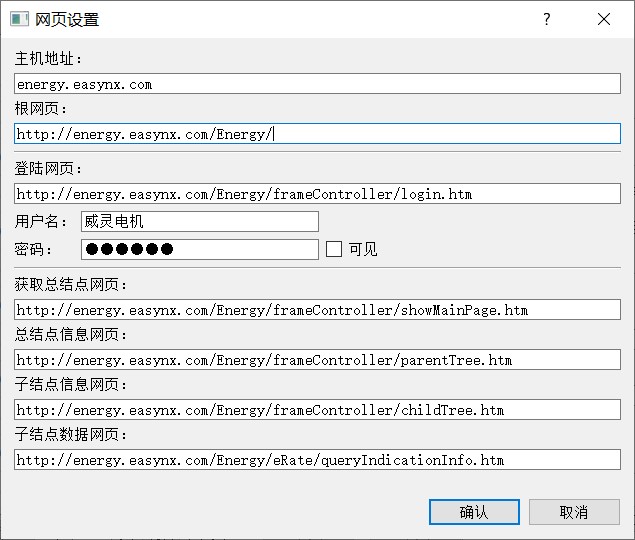 网页设置
主机地址：
energy.easynx.com
根网页：
http://energy.easynx.com/Energy/
登陆网页：
http://energy.easynx.com/Energy/frameController/login.htm
用户名： 威灵电机
密码： ●●●●●● 可见
获取总结点网页：
http://energy.easynx.com/Energy/frameController/showMainPage.htm
总结点信息网页：
http://energy.easynx.com/Energy/frameController/parentTree.htm
子结点信息网页：
http://energy.easynx.com/Energy/frameController/childTree.htm
子结点数据网页：
http://energy.easynx.com/Energy/eRate/queryIndicationInfo.htm
确认 取消